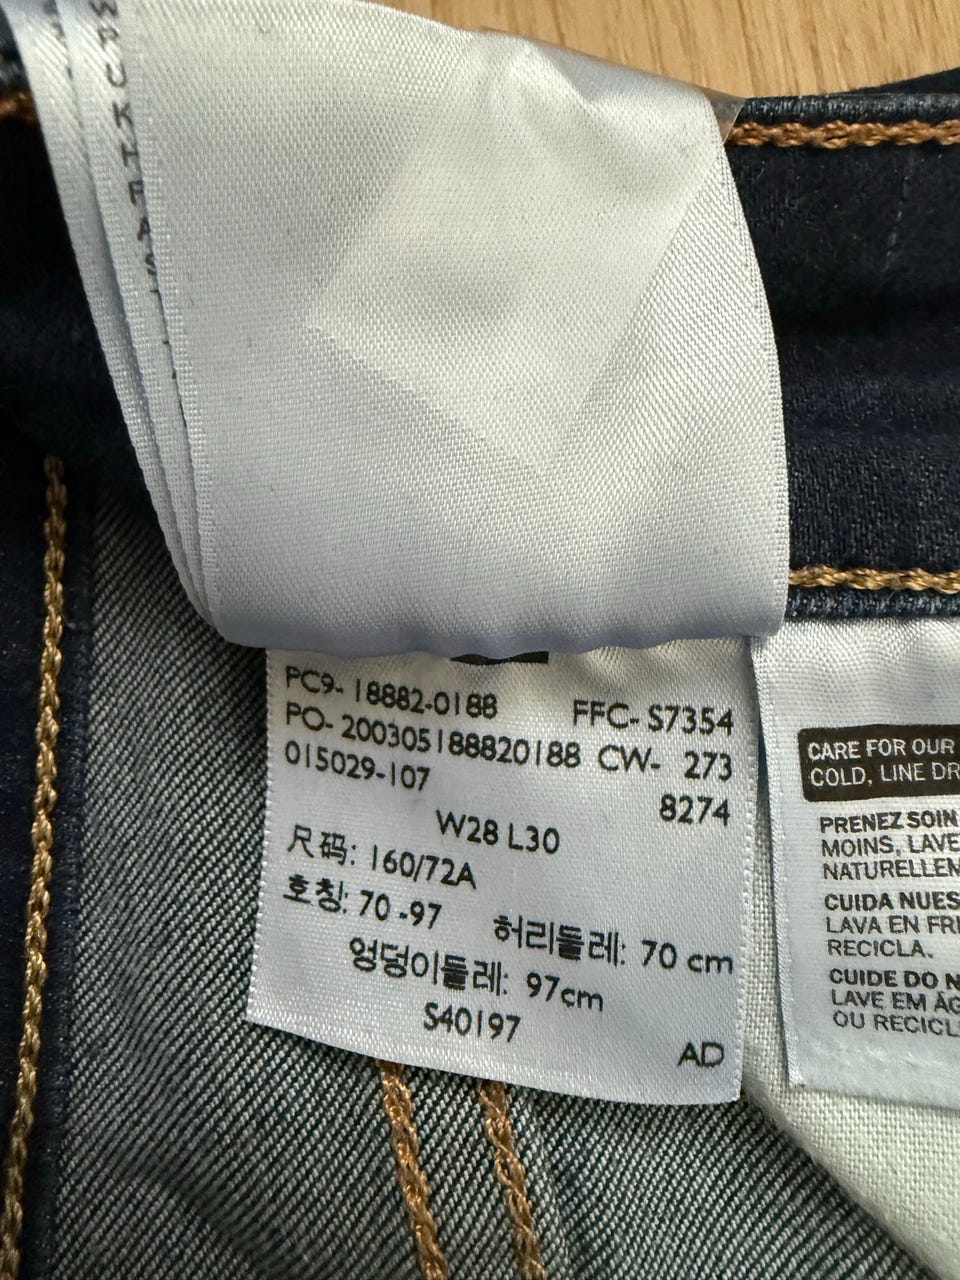 PC9- 18882-0188 FFC- S7354
PO- 200305188820188 CW- 273
015029-107 8274
W28 L30
尺码: 160/72A
호칭: 70 -97 허리둘레: 70 cm
엉덩이둘레: 97cm
S40197
AD
CARE FOR OUR
COLD, LINE DR
PRENEZ SOIN
MOINS, LAVE
NATURELLEM
CUIDA NUES
LAVA EN FRÍ
RECICLA.
CUIDE DO N
LAVE EM ÁG
OU RECICL